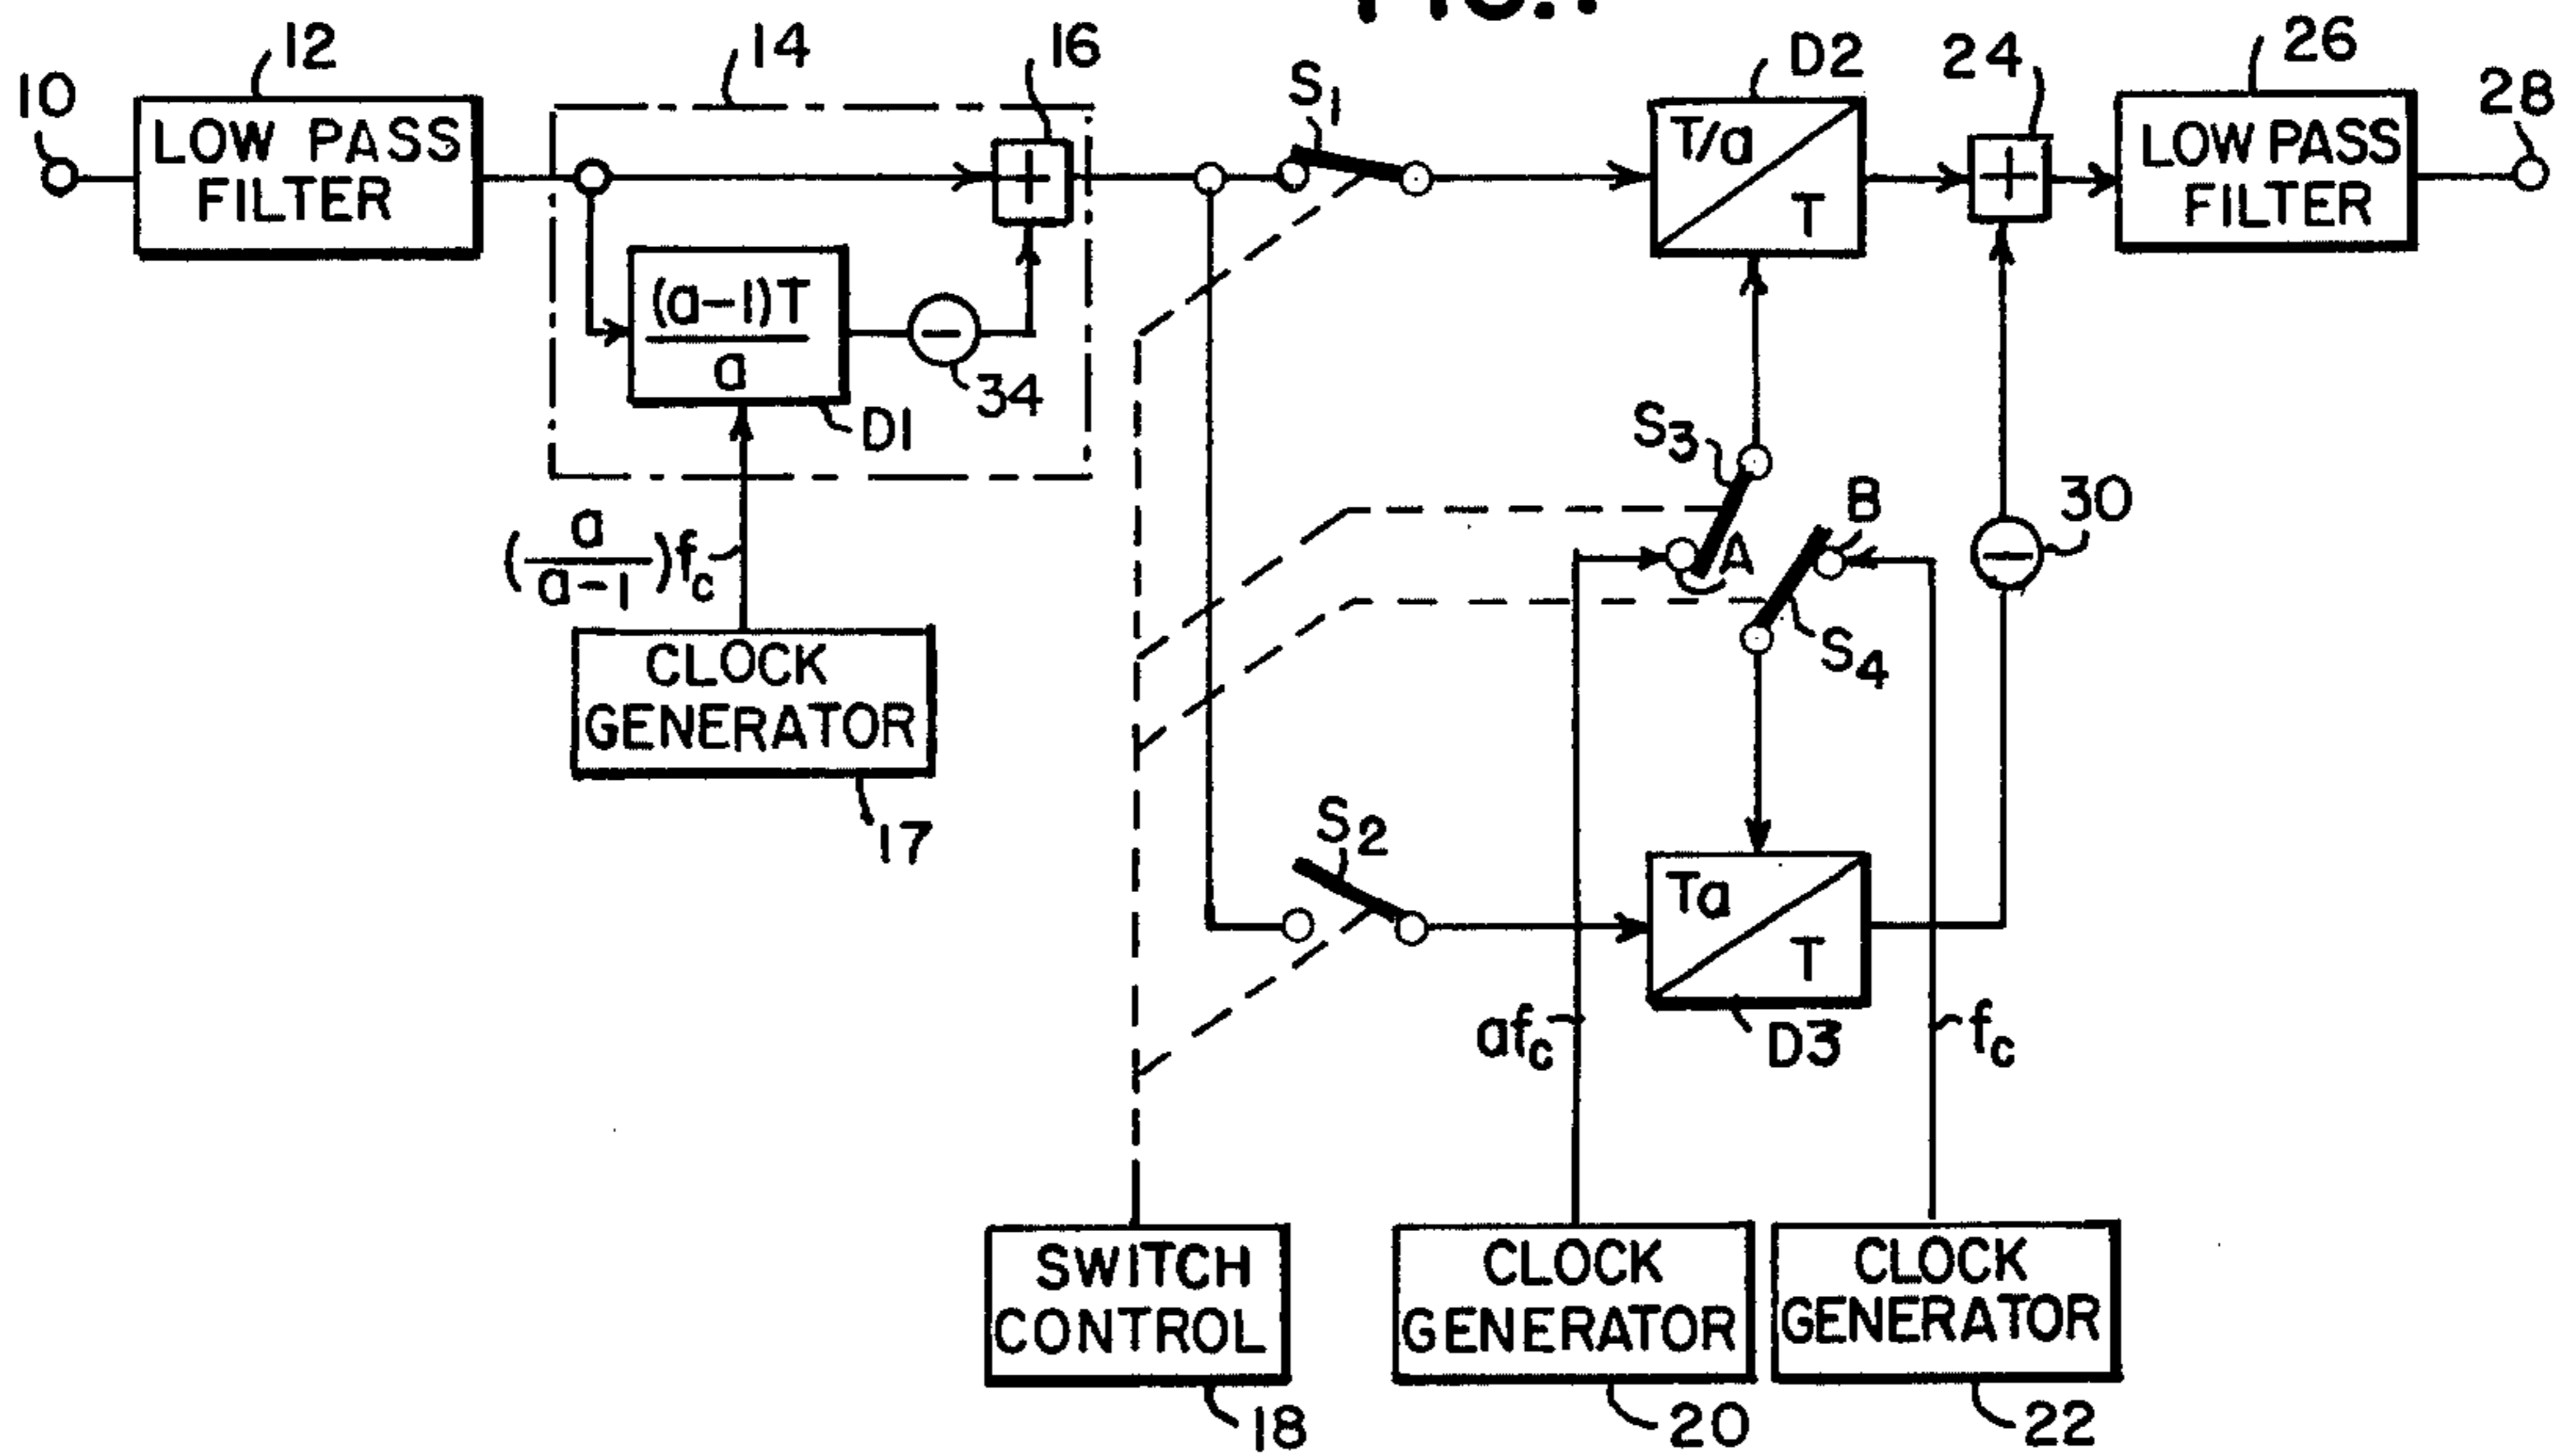 10
12
LOW PASS
FILTER
14
16
(a-1)T
a
D1
34
(a
a-1)fc
CLOCK
GENERATOR
17
S1
S2
S3
A
S4
B
T/a
T
D2
24
26
LOW PASS
FILTER
28
30
Ta
T
D3
afc
fc
SWITCH
CONTROL
18
CLOCK
GENERATOR
20
CLOCK
GENERATOR
22